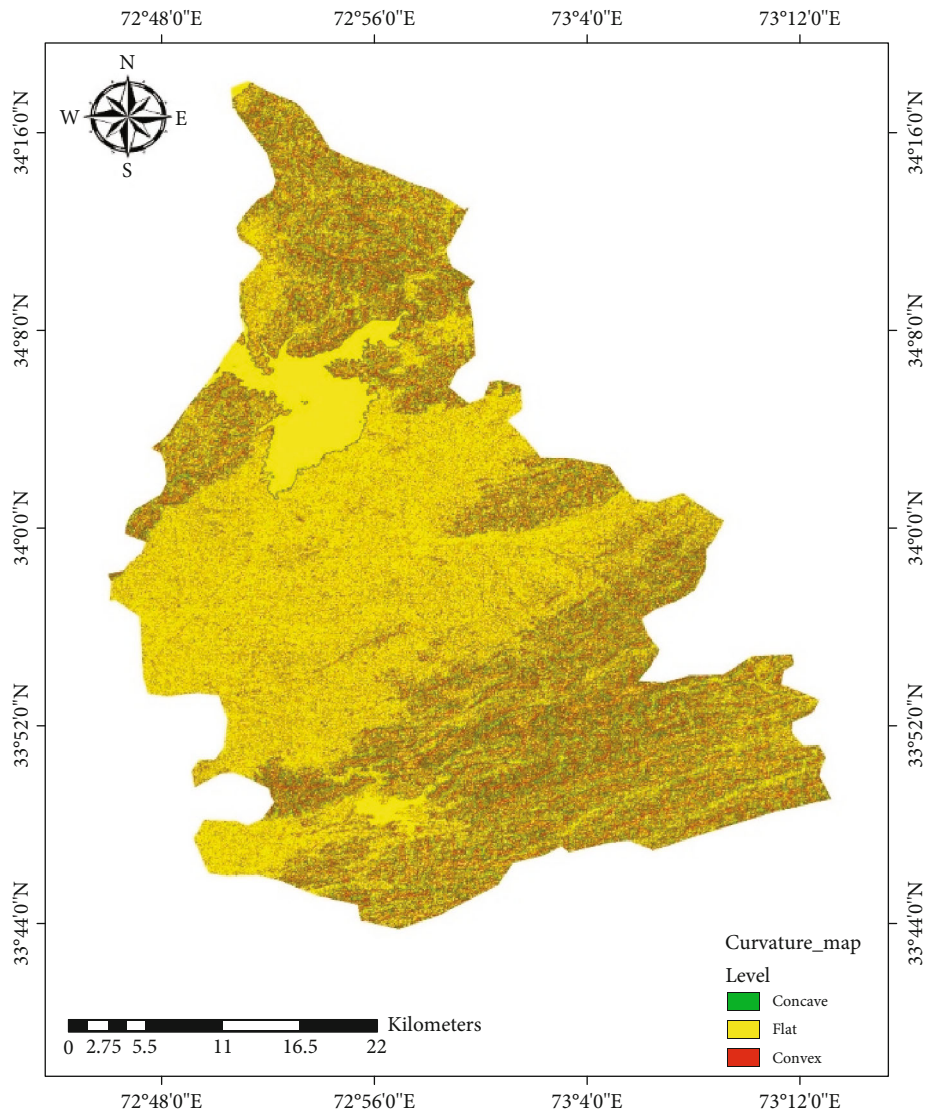 72°48'0"E 72°56'0"E 73°4'0"E 73°12'0"E
N
W E
S
34°16'0"N 34°16'0"N
34°8'0"N 34°8'0"N
34°0'0"N 34°0'0"N
33°52'0"N 33°52'0"N
33°44'0"N 33°44'0"N
Curvature_map
Level
Concave
Flat
Convex
Kilometers
0 2.75 5.5 11 16.5 22
72°48'0"E 72°56'0"E 73°4'0"E 73°12'0"E